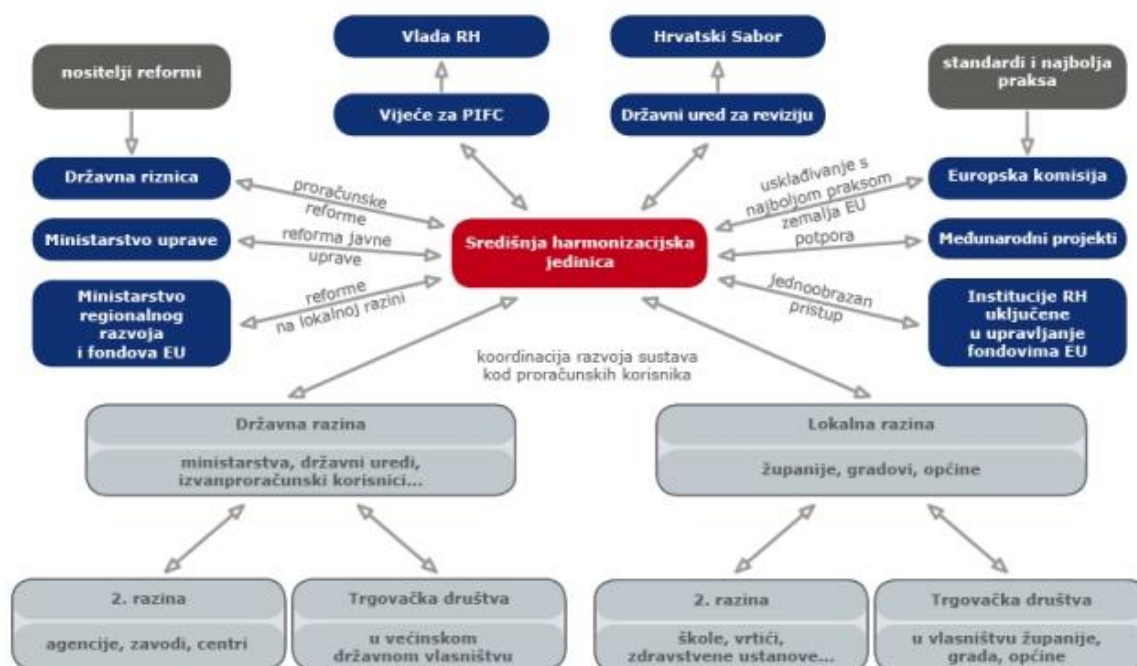 Vlada RH
Hrvatski Sabor
nositelji reformi
standardi i najbolja
praksa
Vijeće za PIFC
Državni ured za reviziju
Državna riznica
proračunske
reforme
usklađivanje s
najboljom praksom
zemalja EU
Europska komisija
Ministarstvo uprave
reforma javne
uprave
Središnja harmonizacijska
jedinica
potpora
Međunarodni projekti
Ministarstvo
regionalnog
razvoja
i fondova EU
reforme
na lokalnoj razini
jednoobrazan
pristup
Institucije RH
uključene
u upravljanje
fondovima EU
koordinacija razvoja sustava
kod proračunskih korisnika
Državna razina
ministarstva, državni uredi,
izvanproračunski korisnici...
Lokalna razina
županije, gradovi, općine
2. razina
agencije, zavodi, centri
Trgovačka društva
u većinskom
državnom vlasništvu
2. razina
škole, vrtići,
zdravstvene ustanove...
Trgovačka društva
u vlasništvu županije,
grada, općine